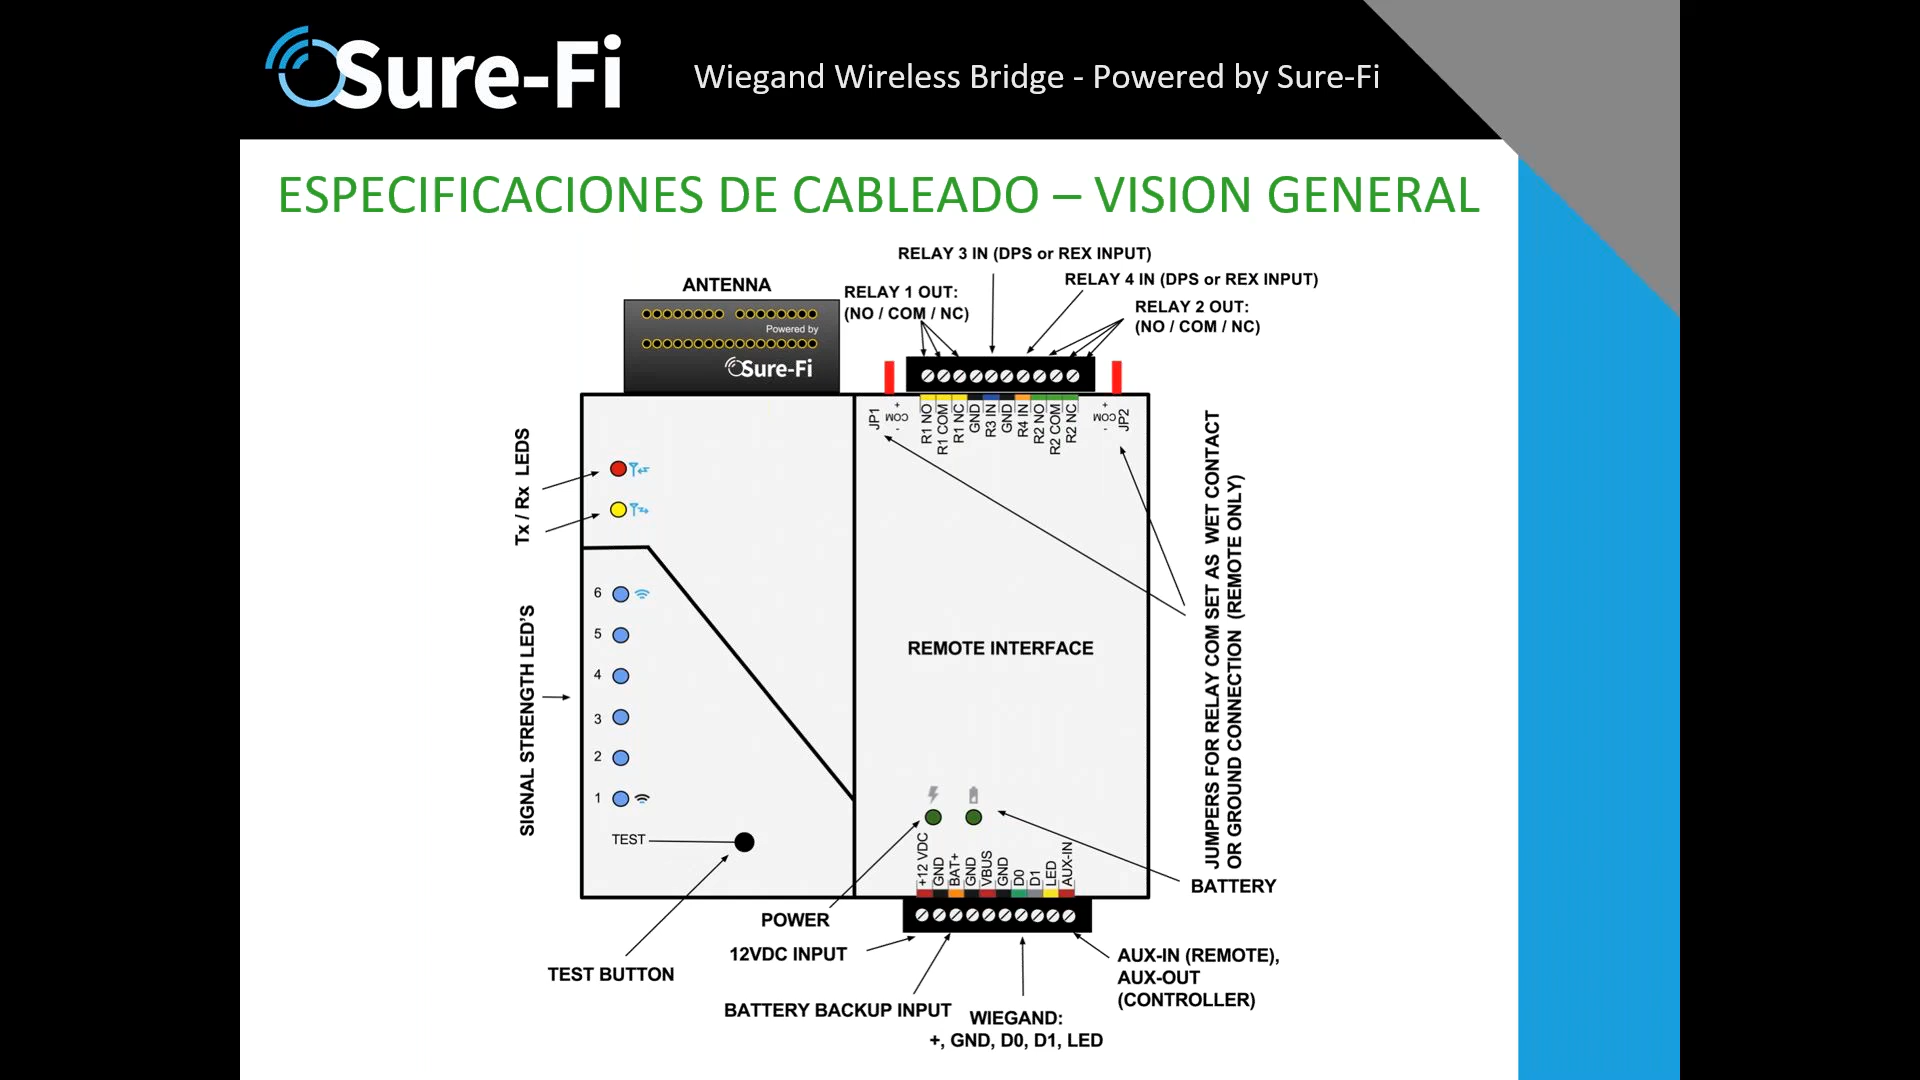 Sure-Fi
Wiegand Wireless Bridge - Powered by Sure-Fi
ESPECIFICACIONES DE CABLEADO – VISION GENERAL
RELAY 3 IN (DPS or REX INPUT)
RELAY 4 IN (DPS or REX INPUT)
ANTENNA
RELAY 1 OUT:
(NO / COM / NC)
RELAY 2 OUT:
(NO / COM / NC)
Powered by
Sure-Fi
JP1
+
COM
-
R1 NO
R1 COM
R1 NC
GND
R3 IN
GND
R4 IN
R2 NO
R2 COM
R2 NC
+
COM
-
JP2
Tx / Rx LEDS
SIGNAL STRENGTH LED'S
6
5
4
3
2
1
TEST
REMOTE INTERFACE
JUMPERS FOR RELAY COM SET AS WET CONTACT
OR GROUND CONNECTION (REMOTE ONLY)
+12 VDC
GND
BAT+
GND
VBUS
GND
D0
D1
LED
AUX-IN
BATTERY
POWER
12VDC INPUT
TEST BUTTON
BATTERY BACKUP INPUT
WIEGAND:
+, GND, D0, D1, LED
AUX-IN (REMOTE),
AUX-OUT
(CONTROLLER)